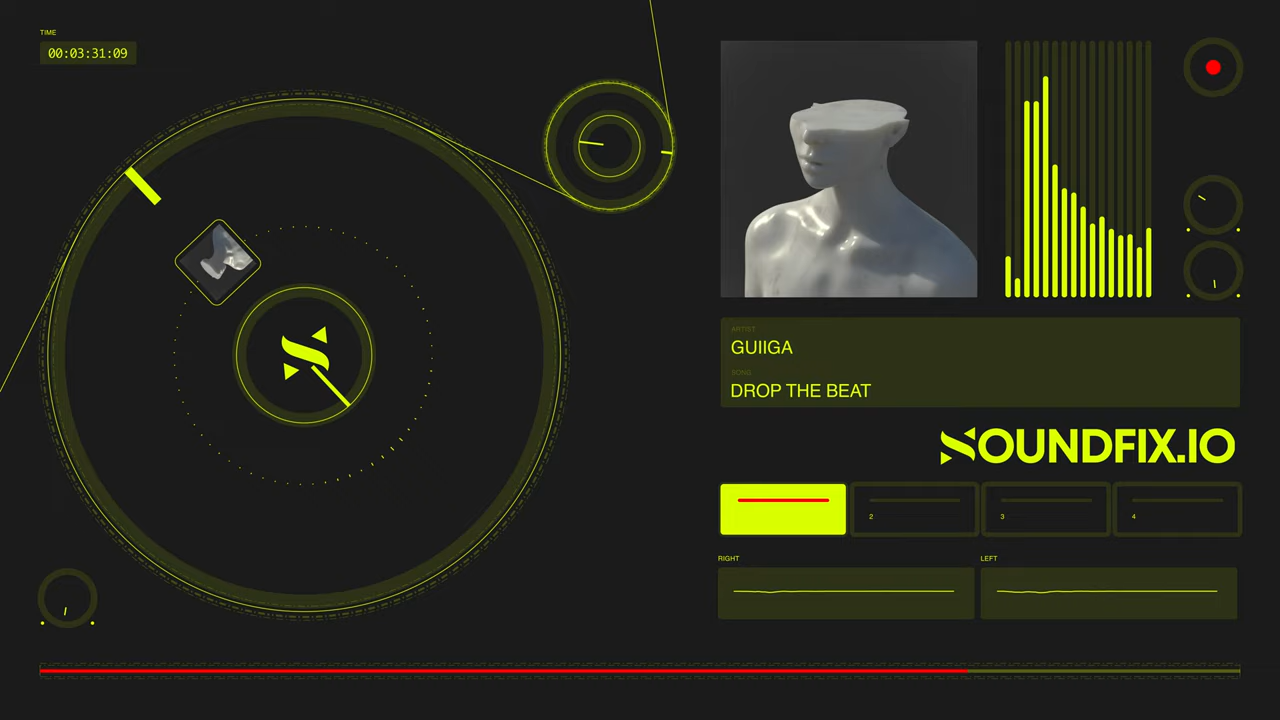 TIME
00:03:31:09
ARTIST
GUIIGA
SONG
DROP THE BEAT
SOUNDFIX.IO
2
3
4
RIGHT
LEFT